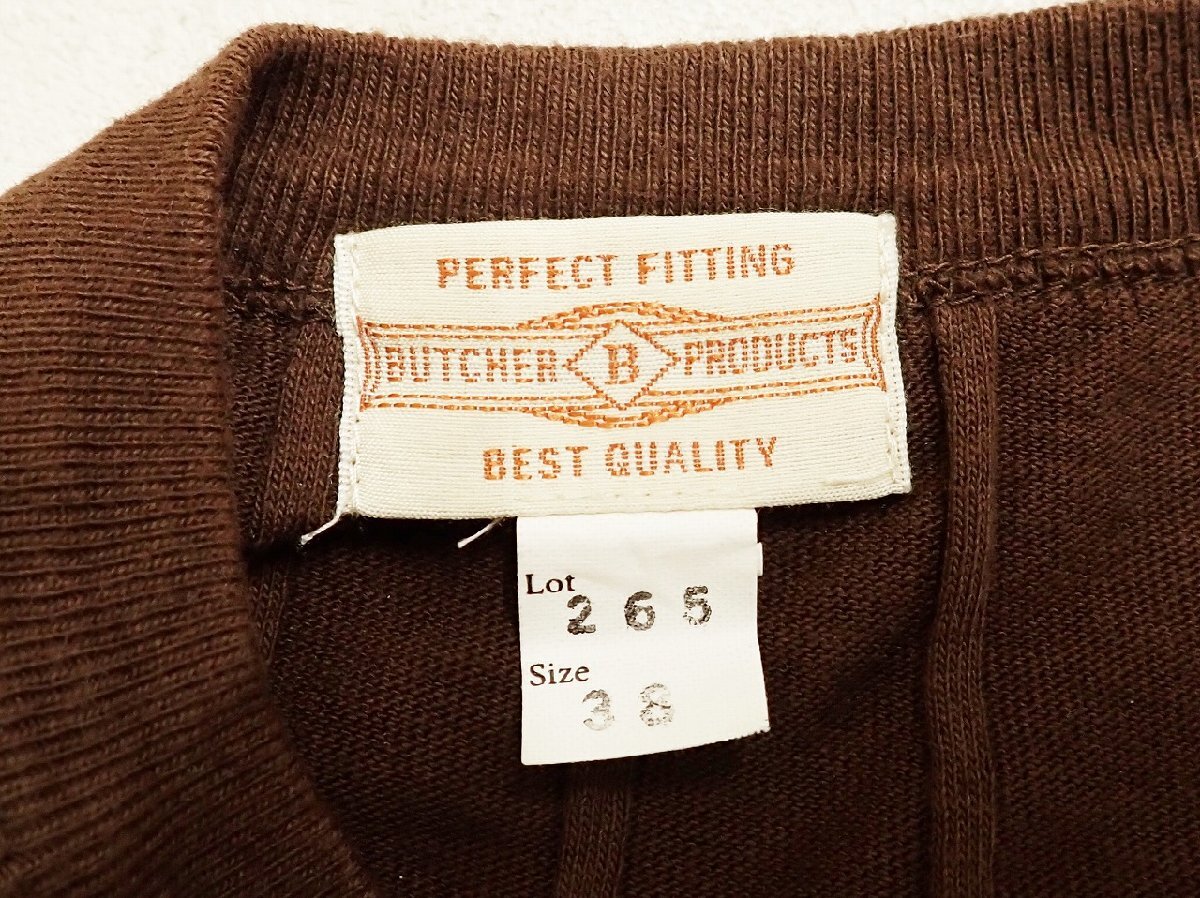 PERFECT FITTING
BUTCHER B PRODUCTS
BEST QUALITY
Lot
265
Size
38